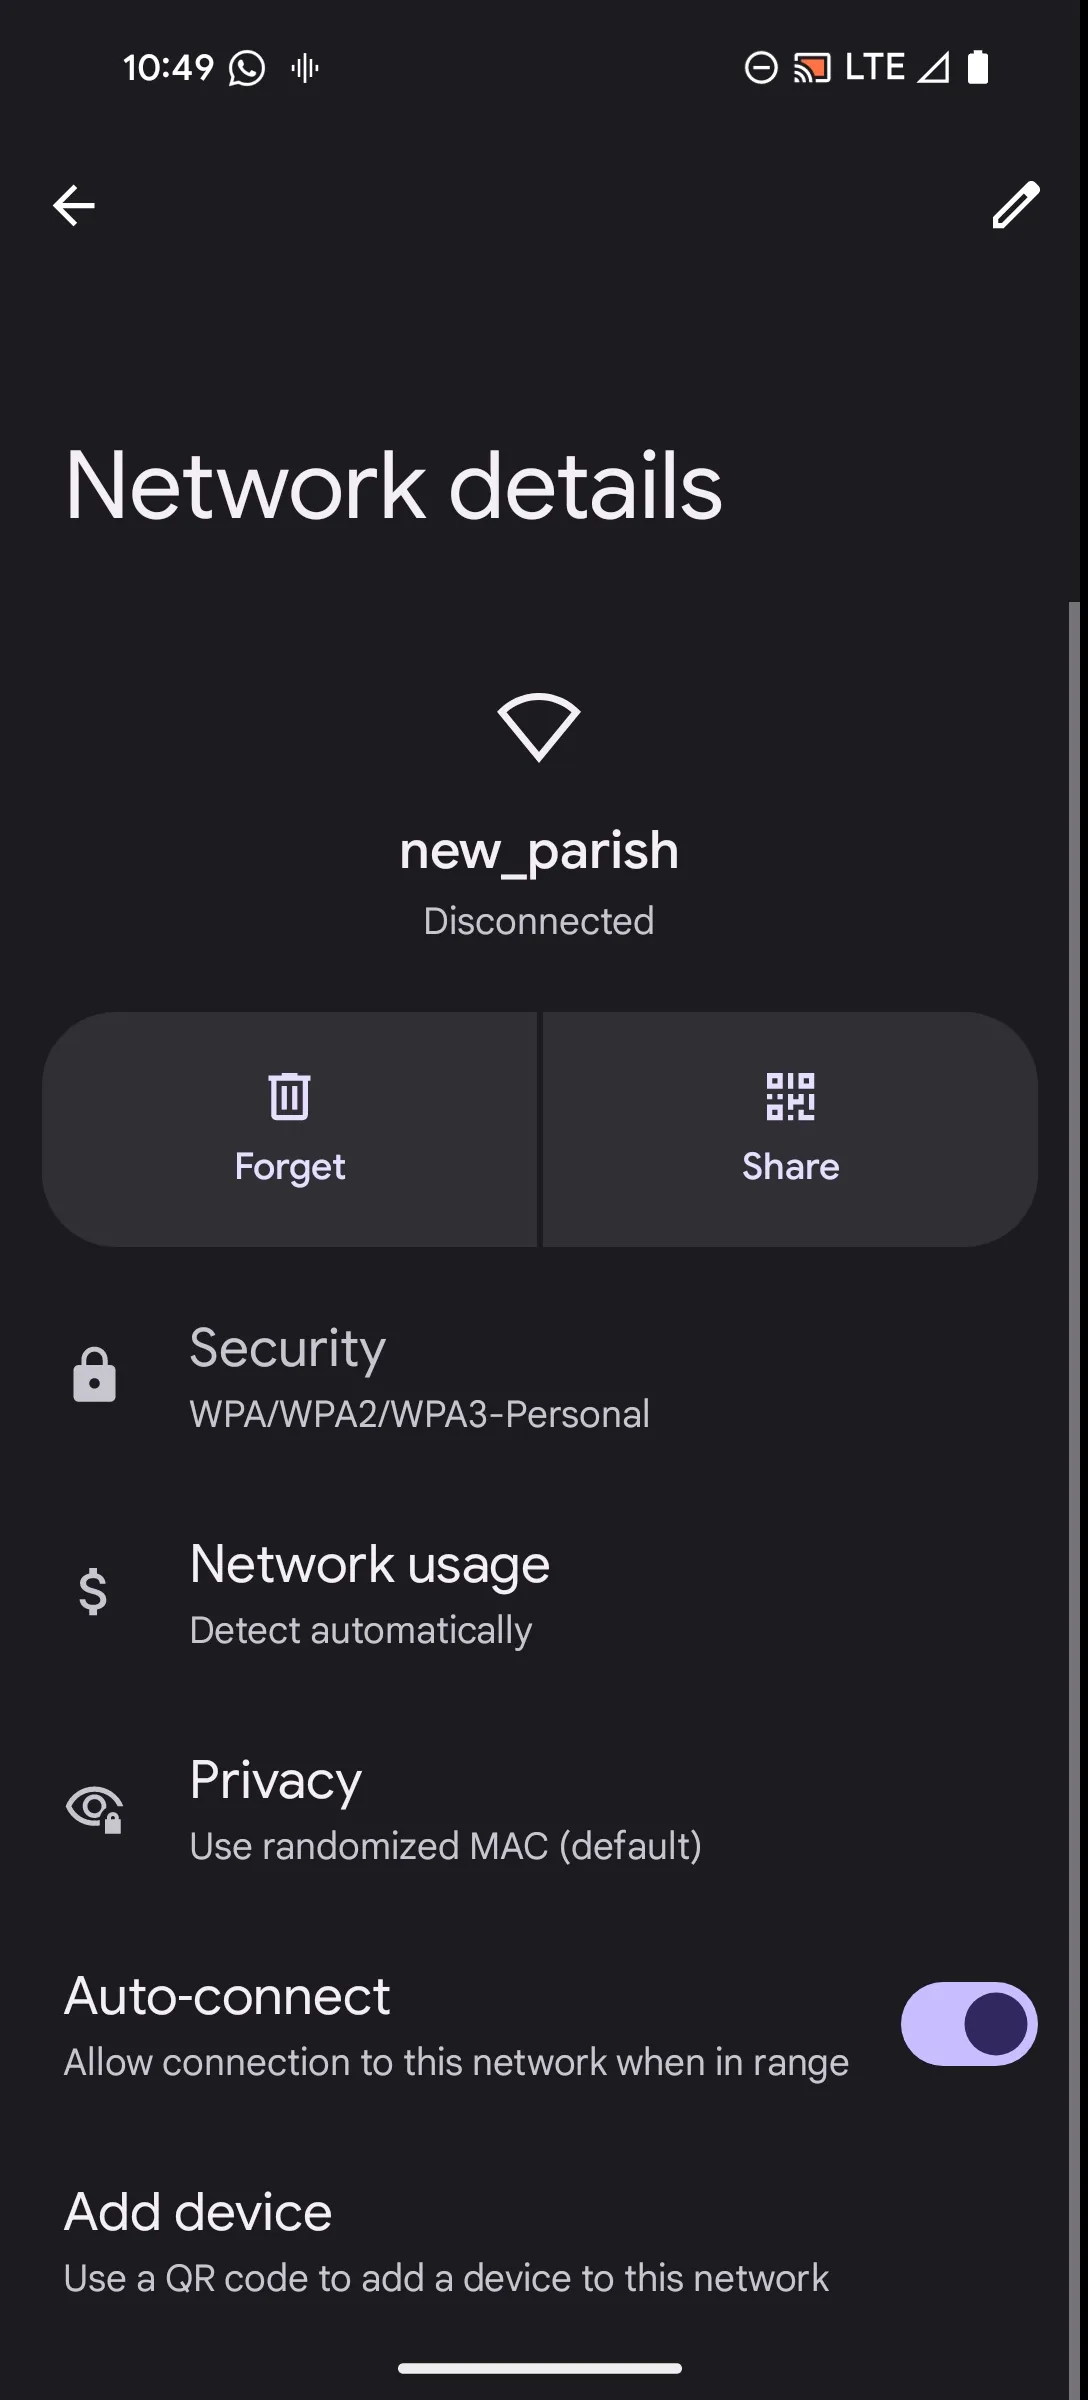 10:49 LTE
Network details
new_parish
Disconnected
Forget Share
Security
WPA/WPA2/WPA3-Personal
Network usage
Detect automatically
Privacy
Use randomized MAC (default)
Auto-connect
Allow connection to this network when in range
Add device
Use a QR code to add a device to this network